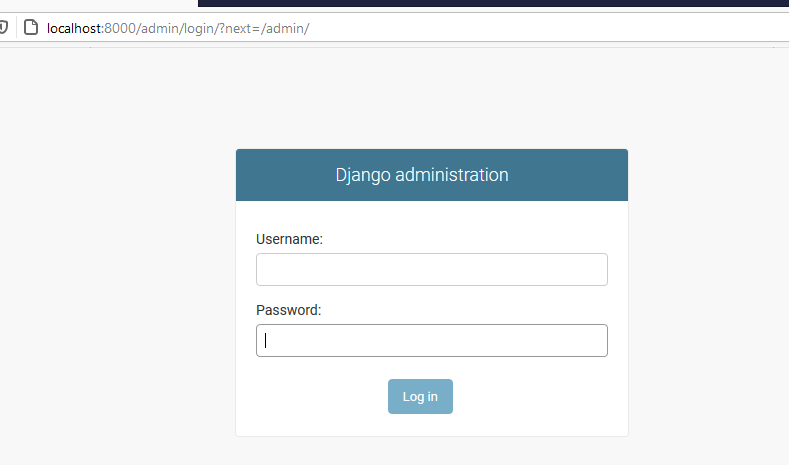 localhost:8000/admin/login/?next=/admin/
Django administration
Username:
Password:
Log in